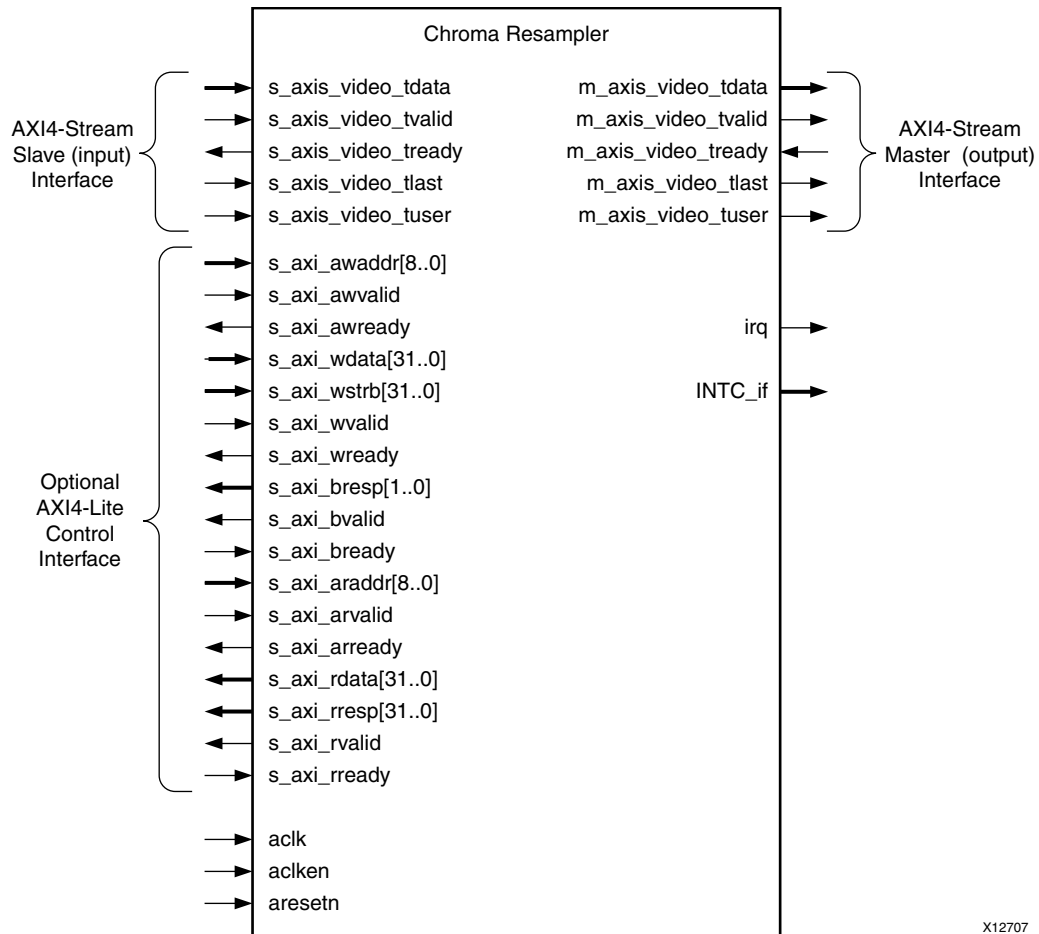 Chroma Resampler
AXI4-Stream
Slave (input)
Interface
s_axis_video_tdata
s_axis_video_tvalid
s_axis_video_tready
s_axis_video_tlast
s_axis_video_tuser
m_axis_video_tdata
m_axis_video_tvalid
m_axis_video_tready
m_axis_video_tlast
m_axis_video_tuser
AXI4-Stream
Master (output)
Interface
Optional
AXI4-Lite
Control
Interface
s_axi_awaddr[8..0]
s_axi_awvalid
s_axi_awready
s_axi_wdata[31..0]
s_axi_wstrb[31..0]
s_axi_wvalid
s_axi_wready
s_axi_bresp[1..0]
s_axi_bvalid
s_axi_bready
s_axi_araddr[8..0]
s_axi_arvalid
s_axi_arready
s_axi_rdata[31..0]
s_axi_rresp[31..0]
s_axi_rvalid
s_axi_rready
irq
INTC_if
aclk
aclken
aresetn
X12707